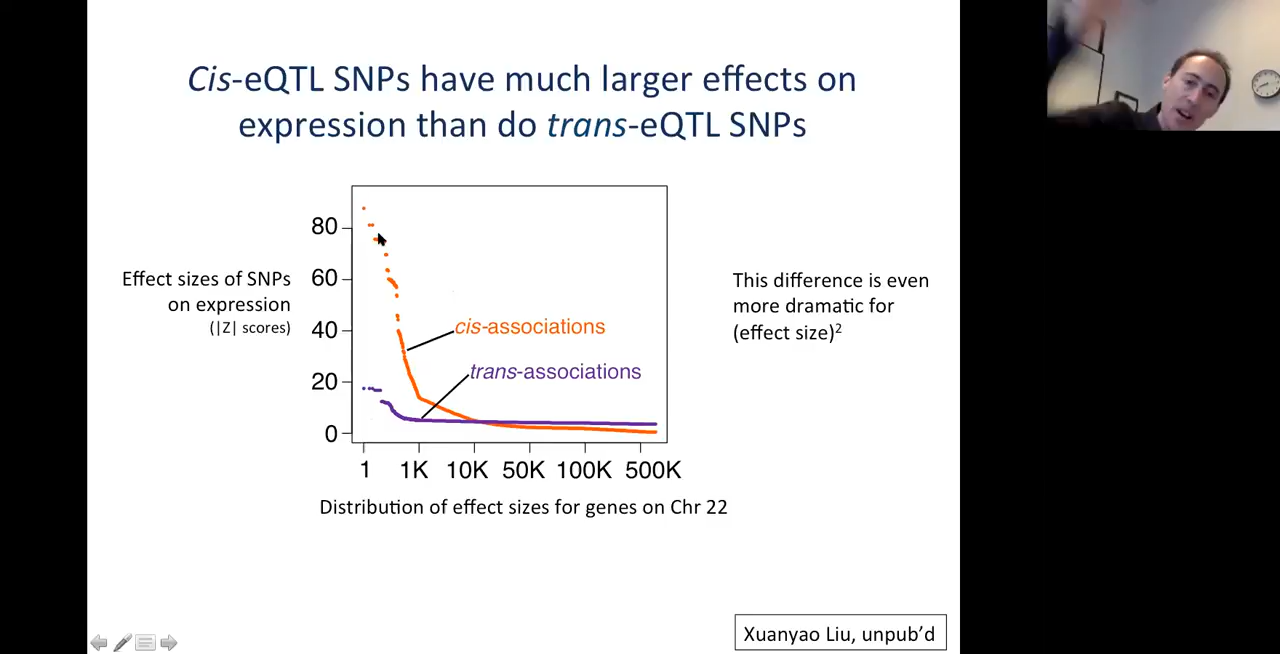 Cis-eQTL SNPs have much larger effects on
expression than do trans-eQTL SNPs
Effect sizes of SNPs
on expression
(|Z| scores)
80
60
40
20
0
cis-associations
trans-associations
1 1K 10K 50K 100K 500K
Distribution of effect sizes for genes on Chr 22
This difference is even
more dramatic for
(effect size)²
Xuanyao Liu, unpub’d